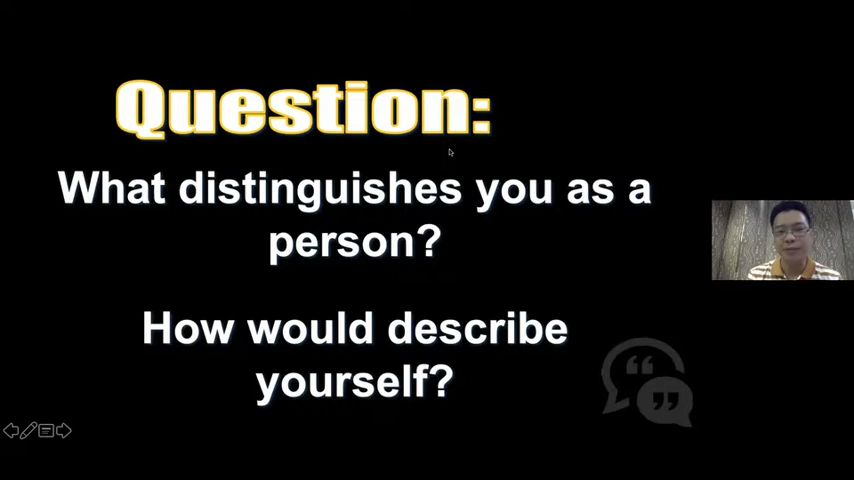 Question:
What distinguishes you as a
person?
How would describe
yourself?